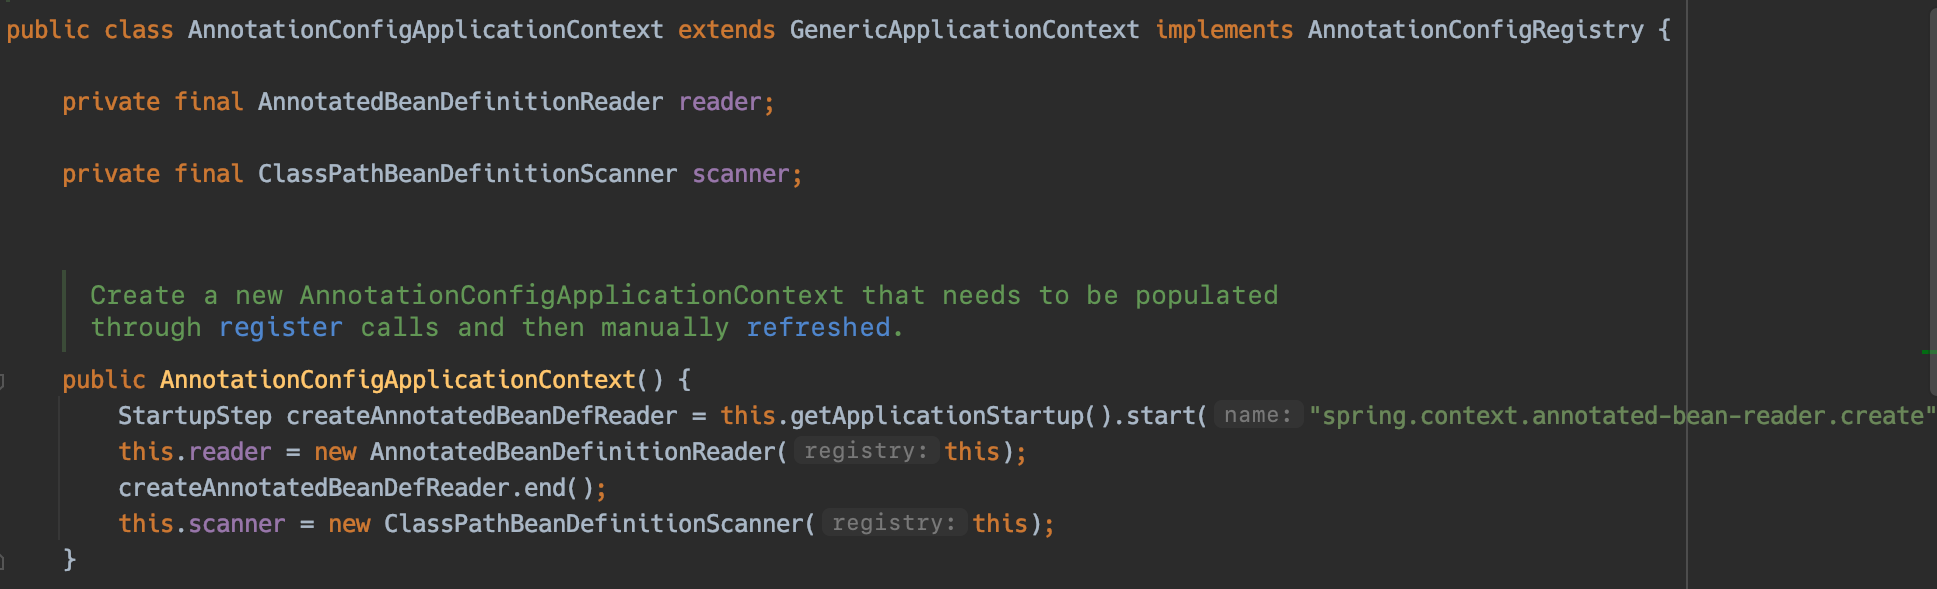 public class AnnotationConfigApplicationContext extends GenericApplicationContext implements AnnotationConfigRegistry {
private final AnnotatedBeanDefinitionReader reader;
private final ClassPathBeanDefinitionScanner scanner;
Create a new AnnotationConfigApplicationContext that needs to be populated
through register calls and then manually refreshed.
public AnnotationConfigApplicationContext() {
StartupStep createAnnotatedBeanDefReader = this.getApplicationStartup().start( name: "spring.context.annotated-bean-reader.create"
this.reader = new AnnotatedBeanDefinitionReader( registry: this);
createAnnotatedBeanDefReader.end();
this.scanner = new ClassPathBeanDefinitionScanner( registry: this);
}